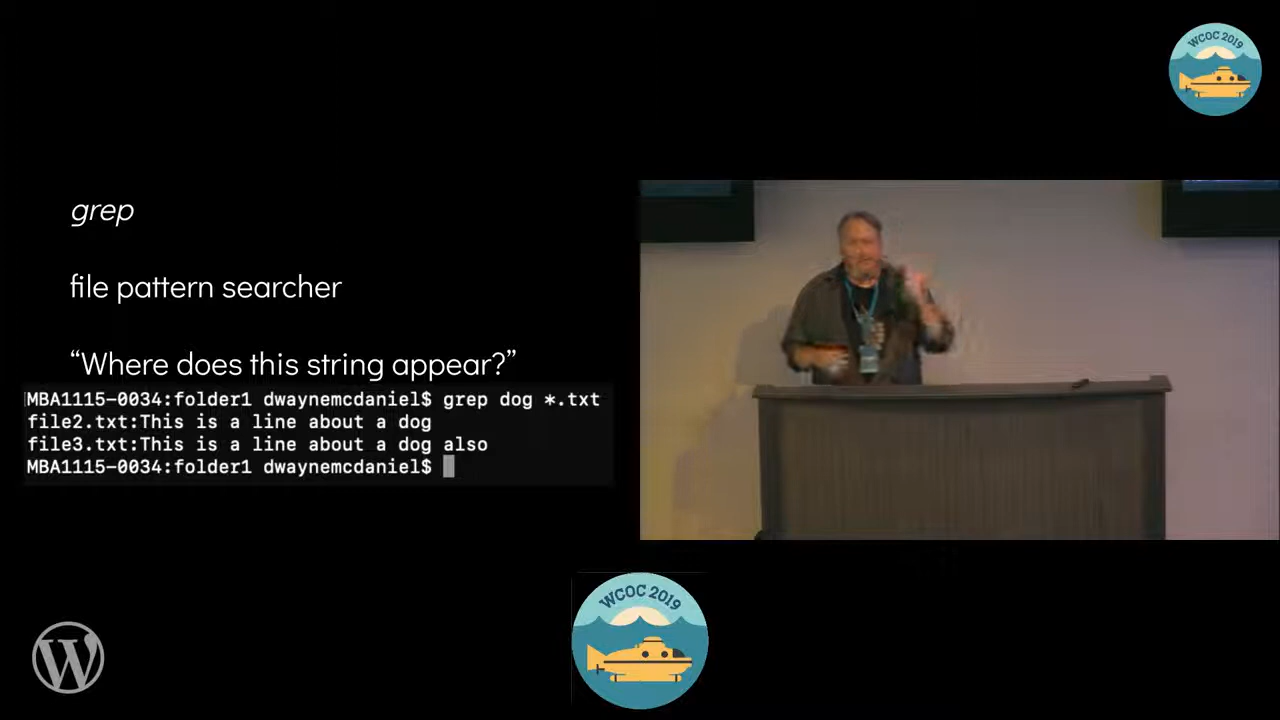 WCOC 2019
grep
file pattern searcher
“Where does this string appear?”
MBA1115-0034:folder1 dwaynemcdaniel$ grep dog *.txt
file2.txt:This is a line about a dog
file3.txt:This is a line about a dog also
MBA1115-0034:folder1 dwaynemcdaniel$
WCOC 2019